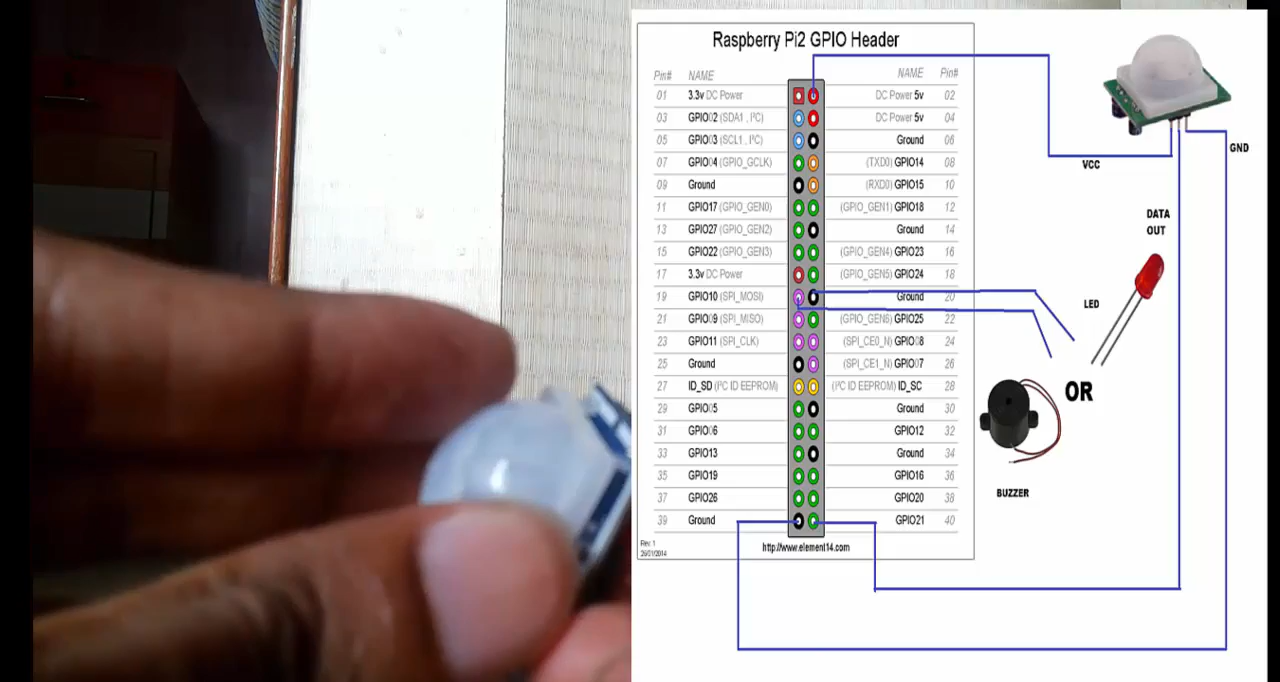 Raspberry Pi2 GPIO Header
Pin# NAME NAME Pin#
01 3.3v DC Power DC Power 5v 02
03 GPIO02 (SDA1 , I²C) DC Power 5v 04
05 GPIO03 (SCL1 , I²C) Ground 06
07 GPIO04 (GPIO_GCLK) (TXD0) GPIO14 08
09 Ground (RXD0) GPIO15 10
11 GPIO17 (GPIO_GEN0) (GPIO_GEN1) GPIO18 12
13 GPIO27 (GPIO_GEN2) Ground 14
15 GPIO22 (GPIO_GEN3) (GPIO_GEN4) GPIO23 16
17 3.3v DC Power (GPIO_GEN5) GPIO24 18
19 GPIO10 (SPI_MOSI) Ground 20
21 GPIO09 (SPI_MISO) (GPIO_GEN6) GPIO25 22
23 GPIO11 (SPI_CLK) (SPI_CE0_N) GPIO08 24
25 Ground (SPI_CE1_N) GPIO07 26
27 ID_SD (I²C ID EEPROM) (I²C ID EEPROM) ID_SC 28
29 GPIO05 Ground 30
31 GPIO06 GPIO12 32
33 GPIO13 Ground 34
35 GPIO19 GPIO16 36
37 GPIO26 GPIO20 38
39 Ground GPIO21 40
Rev. 1
26/01/2014
http://www.element14.com
GND
VCC
DATA
OUT
LED
OR
BUZZER